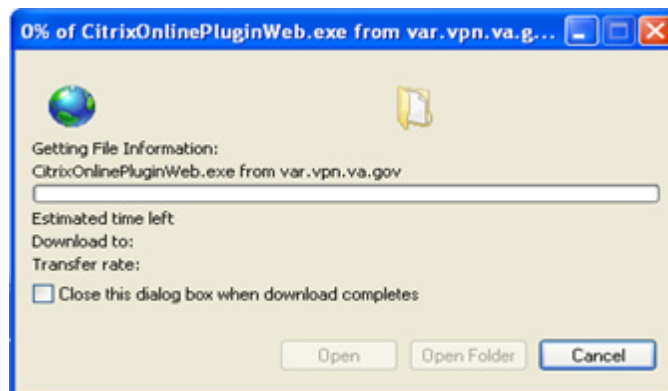 0% of CitrixOnlinePluginWeb.exe from var.vpn.va.g...
Getting File Information:
CitrixOnlinePluginWeb.exe from var.vpn.va.gov
Estimated time left
Download to:
Transfer rate:
Close this dialog box when download completes
Open Open Folder Cancel